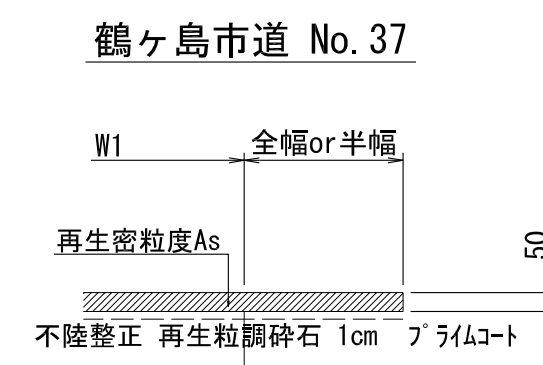 鶴ヶ島市道 No.37
W1
全幅or半幅
再生密粒度As
50
不陸整正 再生粒調砕石 1cm プライムコート